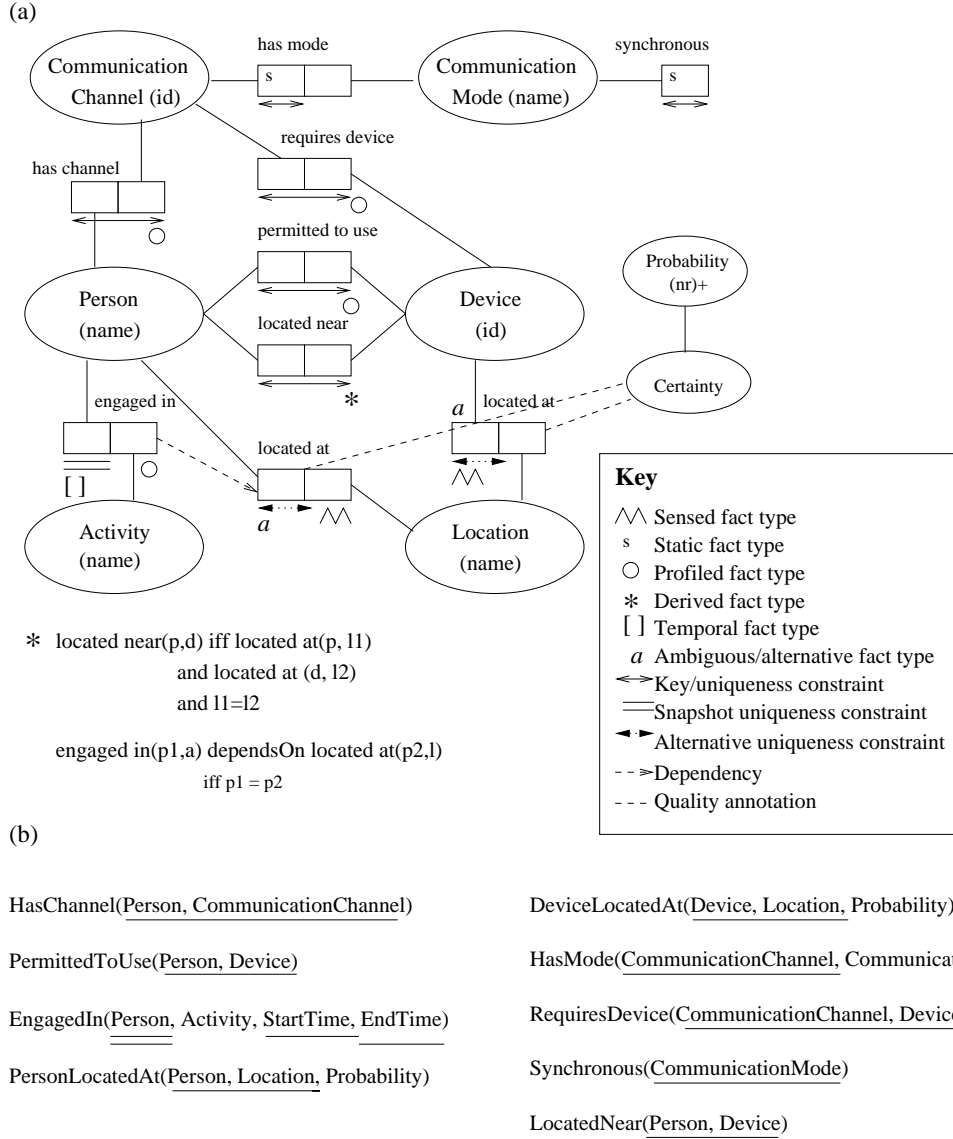 (a)
has mode
synchronous
Communication
Channel (id)
s
Communication
Mode (name)
s
requires device
has channel
permitted to use
Probability
(nr)+
Person
(name)
Device
(id)
located near
*
Certainty
engaged in
a
located at
located at
[ ]
a
Activity
(name)
Location
(name)
Key
Sensed fact type
s Static fact type
Profiled fact type
* Derived fact type
[ ] Temporal fact type
a Ambiguous/alternative fact type
Key/uniqueness constraint
Snapshot uniqueness constraint
Alternative uniqueness constraint
Dependency
Quality annotation
* located near(p,d) iff located at(p, l1)
and located at (d, l2)
and l1=l2
engaged in(p1,a) dependsOn located at(p2,l)
iff p1 = p2
(b)
HasChannel(Person, CommunicationChannel)
PermittedToUse(Person, Device)
EngagedIn(Person, Activity, StartTime, EndTime)
PersonLocatedAt(Person, Location, Probability)
DeviceLocatedAt(Device, Location, Probability)
HasMode(CommunicationChannel, Communicat
RequiresDevice(CommunicationChannel, Device
Synchronous(CommunicationMode)
LocatedNear(Person, Device)